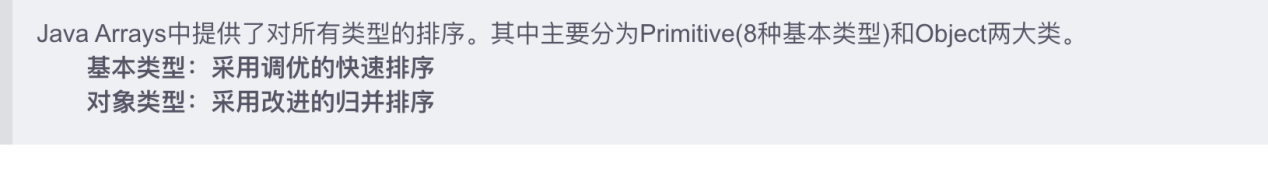 Java Arrays中提供了对所有类型的排序。其中主要分为Primitive(8种基本类型)和Object两大类。
基本类型：采用调优的快速排序
对象类型：采用改进的归并排序